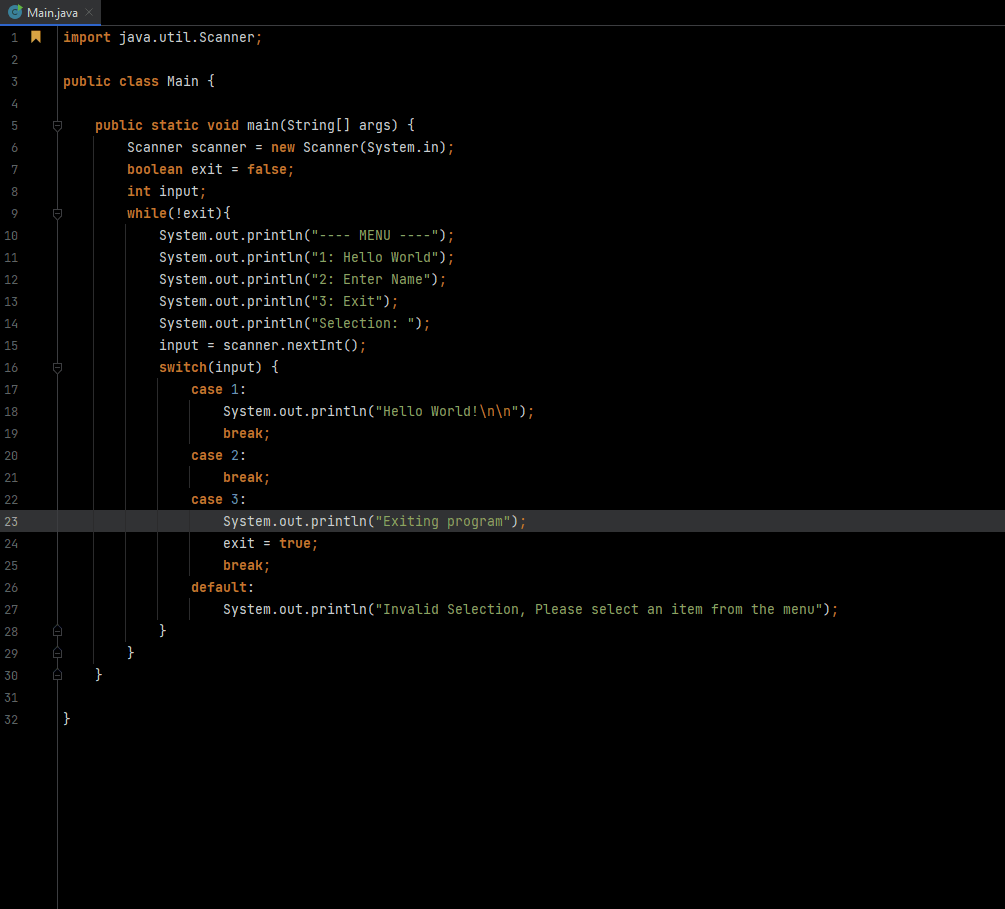 Main.java
1 import java.util.Scanner;
2
3 public class Main {
4
5     public static void main(String[] args) {
6         Scanner scanner = new Scanner(System.in);
7         boolean exit = false;
8         int input;
9         while(!exit){
10             System.out.println("---- MENU ----");
11             System.out.println("1: Hello World");
12             System.out.println("2: Enter Name");
13             System.out.println("3: Exit");
14             System.out.println("Selection: ");
15             input = scanner.nextInt();
16             switch(input) {
17                 case 1:
18                     System.out.println("Hello World!\n\n");
19                     break;
20                 case 2:
21                     break;
22                 case 3:
23                     System.out.println("Exiting program");
24                     exit = true;
25                     break;
26                 default:
27                     System.out.println("Invalid Selection, Please select an item from the menu");
28             }
29         }
30     }
31
32 }